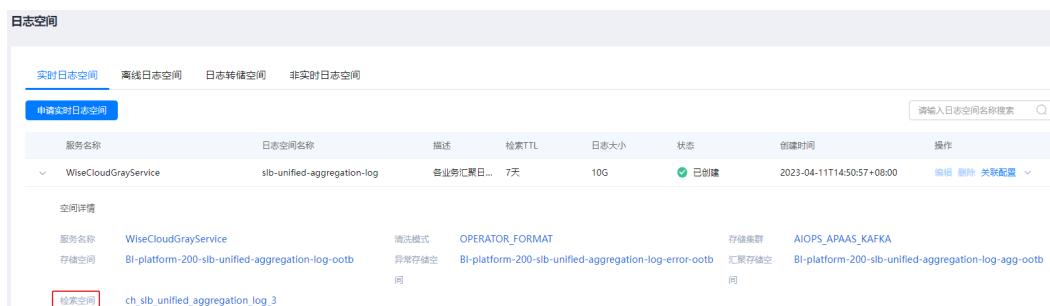 日志空间
实时日志空间 离线日志空间 日志转储空间 非实时日志空间
申请实时日志空间 请输入日志空间名称搜索
服务名称 日志空间名称 描述 检索TTL 日志大小 状态 创建时间 操作
WiseCloudGrayService slb-unified-aggregation-log 各业务汇聚日... 7天 10G 已创建 2023-04-11T14:50:57+08:00 编辑 删除 关联配置
空间详情
服务名称 WiseCloudGrayService 清洗模式 OPERATOR_FORMAT 存储集群 AIOPS_APAAS_KAFKA
存储空间 BI-platform-200-slb-unified-aggregation-log-ootb 异常存储空 BI-platform-200-slb-unified-aggregation-log-error-ootb 汇聚存储空 BI-platform-200-slb-unified-aggregation-log-agg-ootb
间 间
检索空间 ch_slb_unified_aggregation_log_3